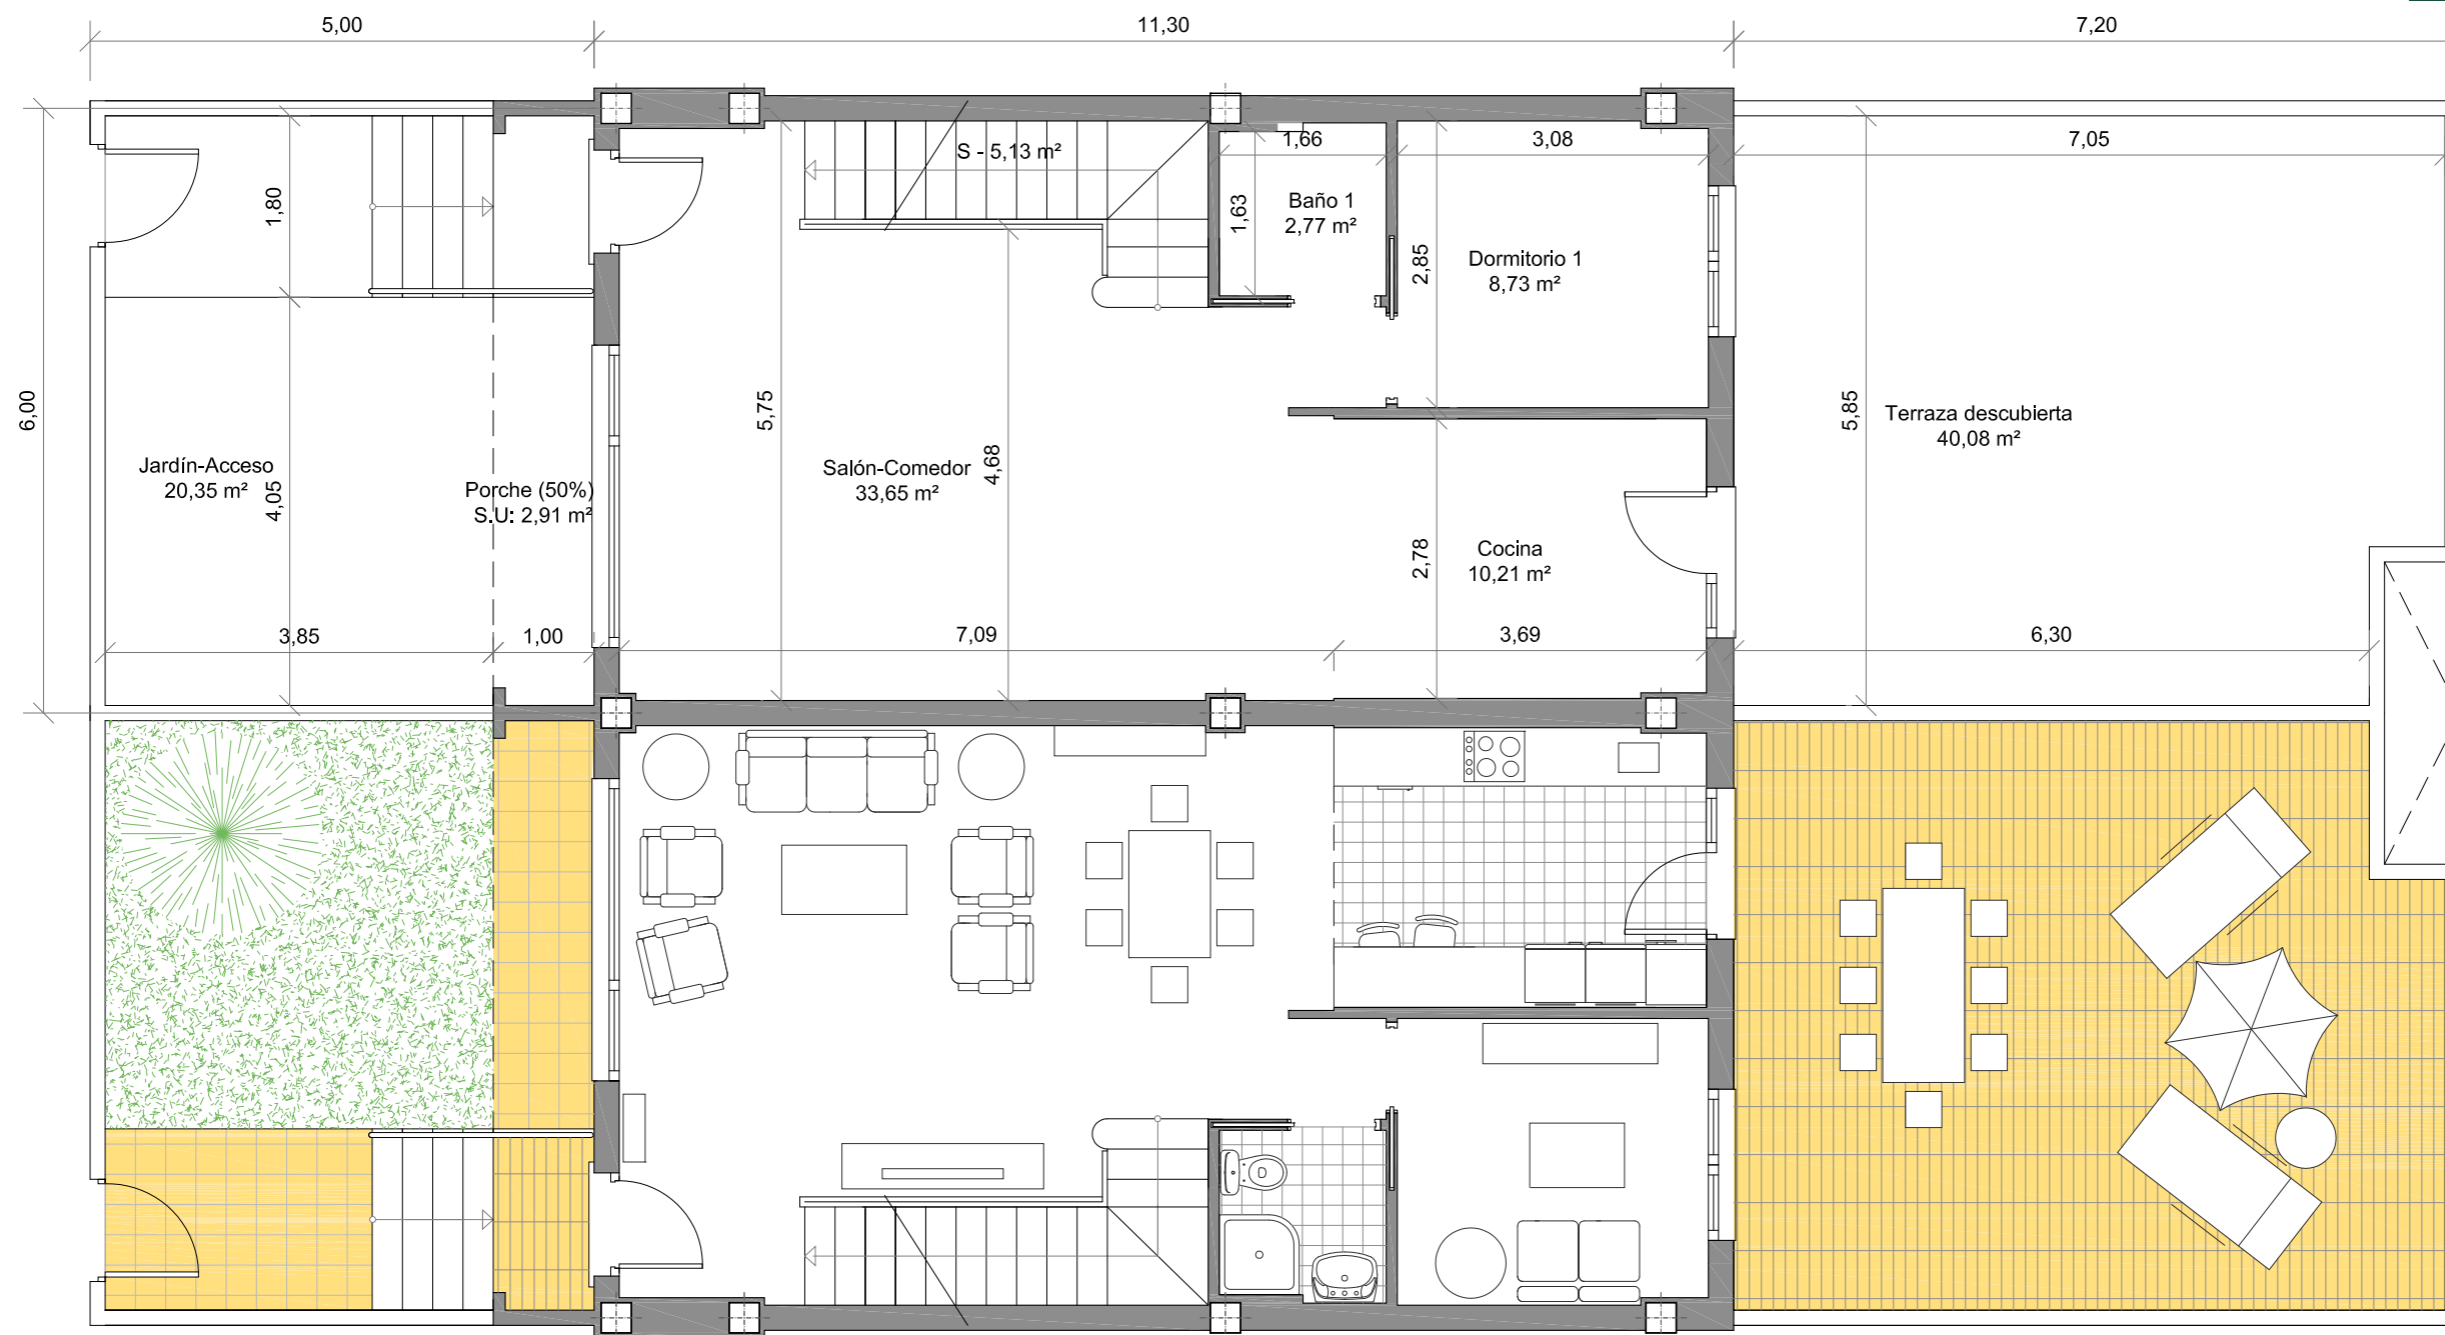 5,00
11,30
7,20
S - 5,13 m²
1,66
3,08
7,05
1,80
1,63
Baño 1
2,77 m²
2,85
Dormitorio 1
8,73 m²
6,00
5,75
5,85
Terraza descubierta
40,08 m²
Jardín-Acceso
20,35 m²
4,05
Porche (50%)
S.U: 2,91 m²
Salón-Comedor
33,65 m²
4,68
2,78
Cocina
10,21 m²
3,85
1,00
7,09
3,69
6,30